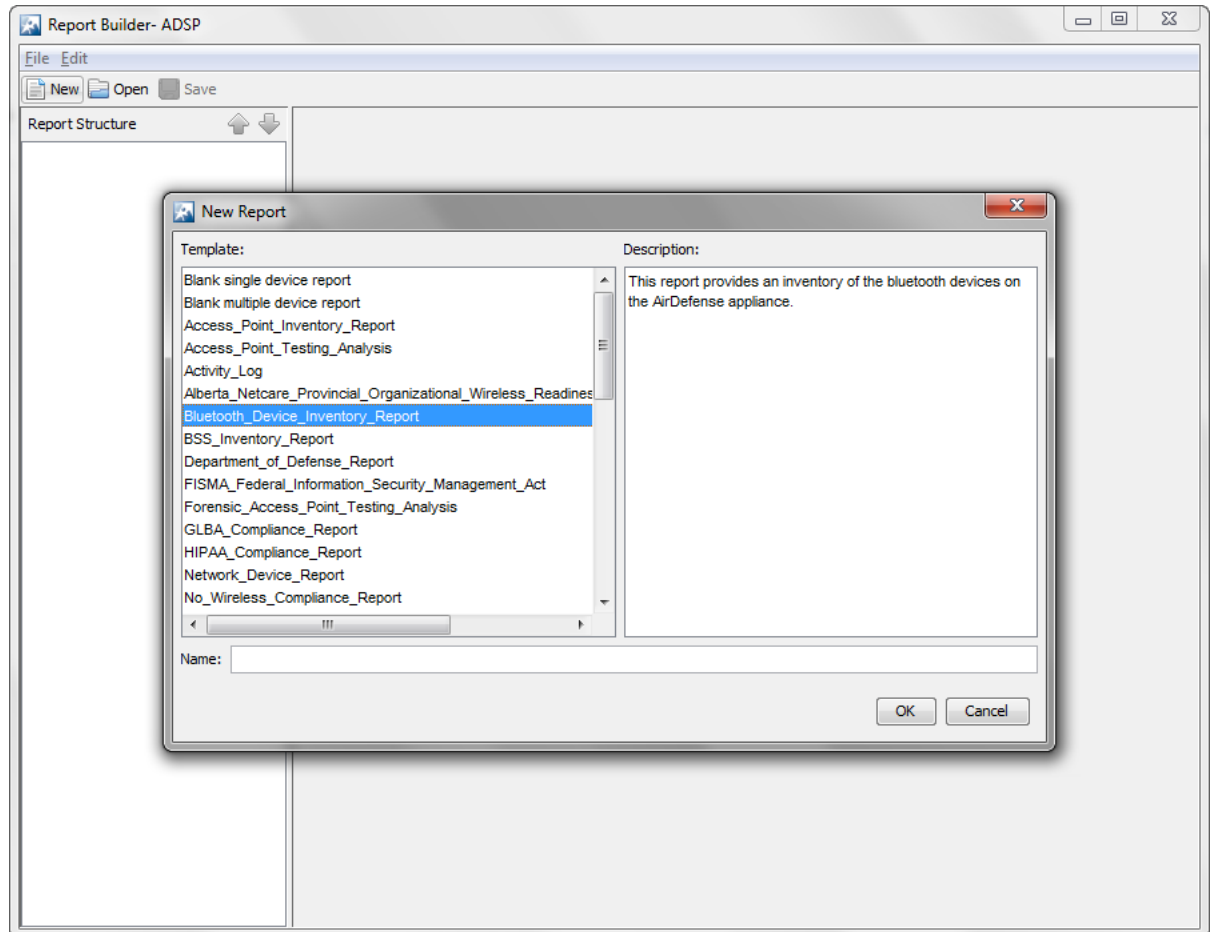 Report Builder- ADSP
File Edit
New Open Save
Report Structure
New Report
Template:
Description:
Blank single device report
Blank multiple device report
Access_Point_Inventory_Report
Access_Point_Testing_Analysis
Activity_Log
Alberta_Netcare_Provincial_Organizational_Wireless_Readines
Bluetooth_Device_Inventory_Report
BSS_Inventory_Report
Department_of_Defense_Report
FISMA_Federal_Information_Security_Management_Act
Forensic_Access_Point_Testing_Analysis
GLBA_Compliance_Report
HIPAA_Compliance_Report
Network_Device_Report
No_Wireless_Compliance_Report
This report provides an inventory of the bluetooth devices on
the AirDefense appliance.
Name:
OK Cancel